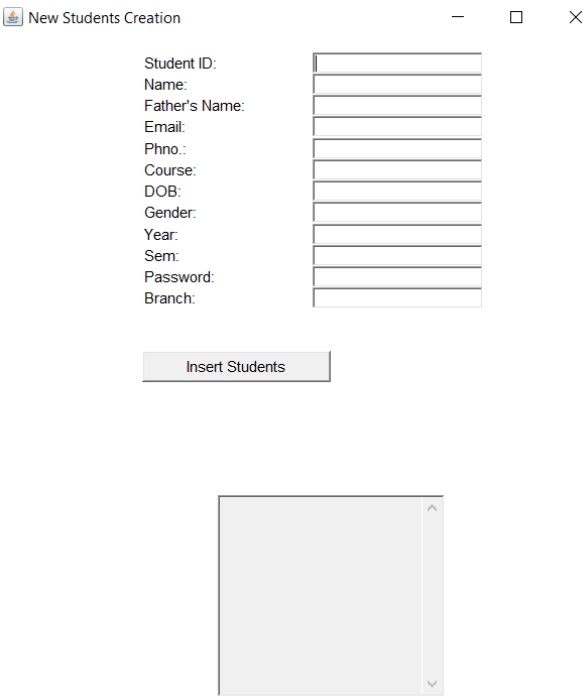 New Students Creation
Student ID:
Name:
Father's Name:
Email:
Phno.:
Course:
DOB:
Gender:
Year:
Sem:
Password:
Branch:
Insert Students